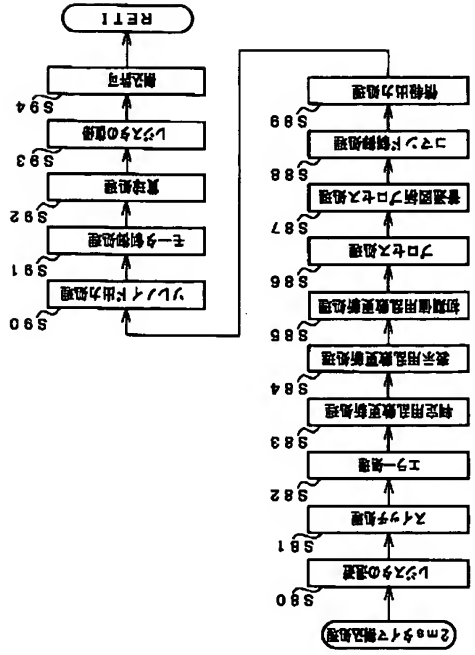 2msタイマ割込処理
S80
レジスタの退避
S81
スイッチ処理
S82
エラー処理
S83
判定用乱数更新処理
S84
表示用乱数更新処理
S85
初期値用乱数更新処理
S86
プロセス処理
S87
普通図柄プロセス処理
S88
コマンド制御処理
S89
情報出力処理
S90
ソレノイド出力処理
S91
モータ制御処理
S92
賞球処理
S93
レジスタの復帰
S94
割込許可
RETI